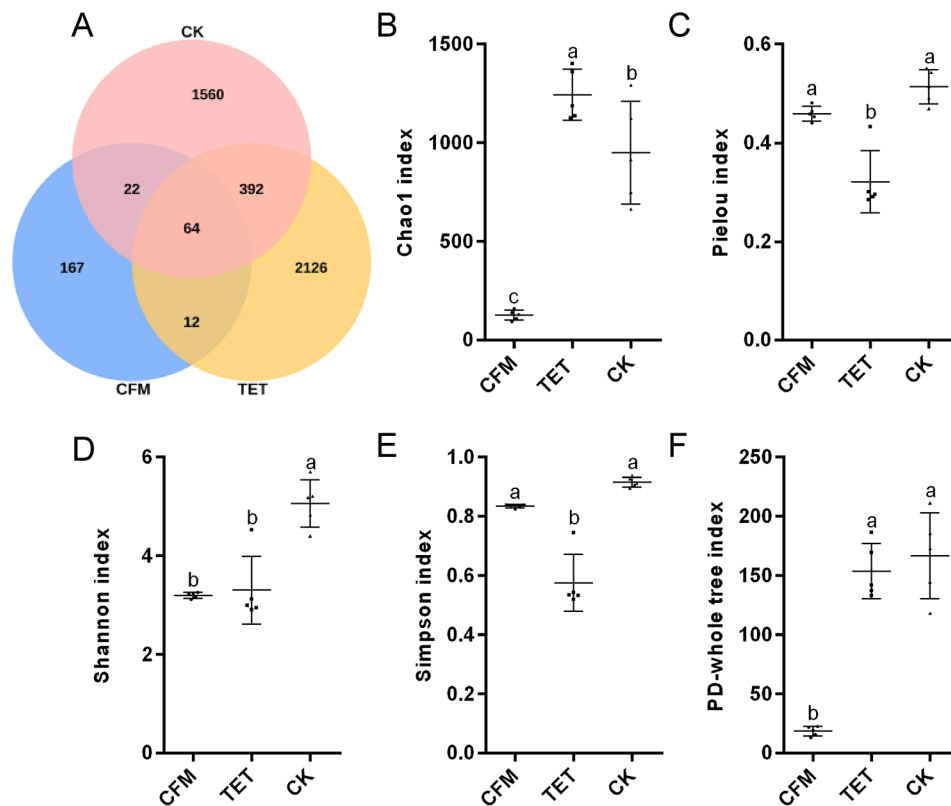 A
CK
1560
22
392
64
167
2126
12
CFM
TET
B
Chao1 index
1500
1000
500
0
a
b
c
CFM
TET
CK
C
Pielou index
0.6
0.4
0.2
0.0
a
b
a
CFM
TET
CK
D
Shannon index
6
4
2
0
b
b
a
CFM
TET
CK
E
Simpson index
1.0
0.8
0.6
0.4
0.2
0.0
a
b
a
CFM
TET
CK
F
PD-whole tree index
250
200
150
100
50
0
b
a
a
CFM
TET
CK